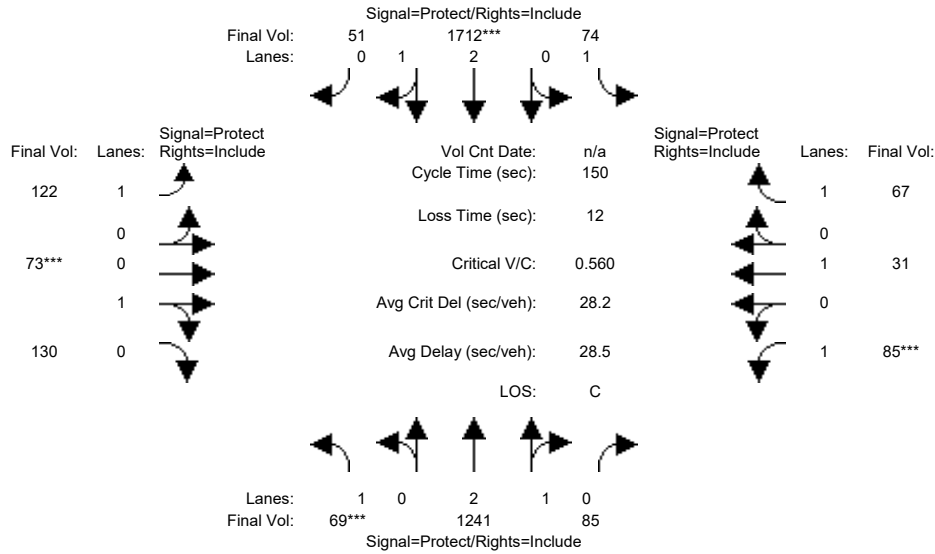 Signal=Protect/Rights=Include
Final Vol: 51 1712*** 74
Lanes: 0 1 2 0 1
Signal=Protect Signal=Protect
Final Vol: Lanes: Rights=Include Vol Cnt Date: n/a Rights=Include Lanes: Final Vol:
Cycle Time (sec): 150
122 1 1 67
Loss Time (sec): 12
0 0
73*** 0 Critical V/C: 0.560 1 31
1 Avg Crit Del (sec/veh): 28.2 0
130 0 Avg Delay (sec/veh): 28.5 1 85***
LOS: C
Lanes: 1 0 2 1 0
Final Vol: 69*** 1241 85
Signal=Protect/Rights=Include